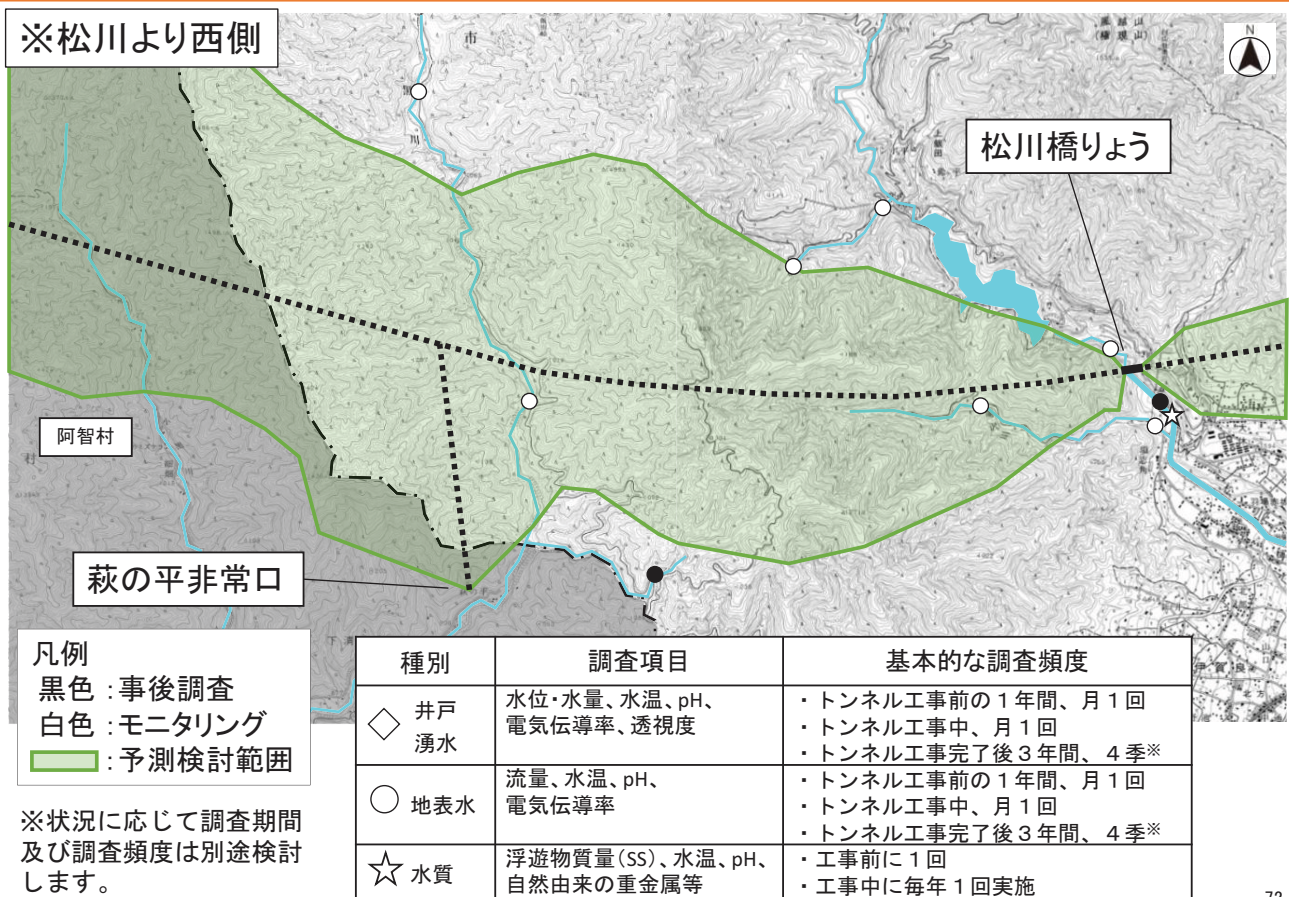 ※松川より西側
N
市
川
松川橋りょう
阿智村
村
萩の平非常口
凡例
黒色：事後調査
白色：モニタリング
：予測検討範囲
※状況に応じて調査期間
及び調査頻度は別途検討
します。
種別 調査項目 基本的な調査頻度
井戸
湧水
水位・水量、水温、pH、
電気伝導率、透視度
・トンネル工事前の１年間、月１回
・トンネル工事中、月１回
・トンネル工事完了後３年間、４季※
地表水
流量、水温、pH、
電気伝導率
・トンネル工事前の１年間、月１回
・トンネル工事中、月１回
・トンネル工事完了後３年間、４季※
水質
浮遊物質量(SS)、水温、pH、
自然由来の重金属等
・工事前に１回
・工事中に毎年１回実施
伊賀良